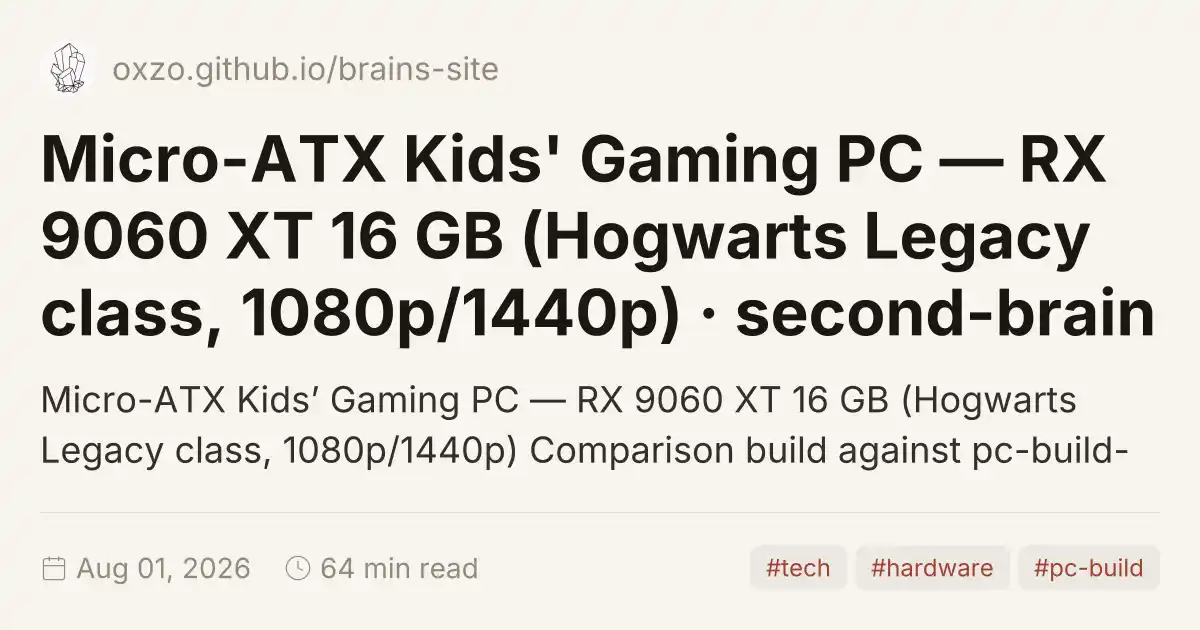 oxzo.github.io/brains-site
Micro-ATX Kids' Gaming PC — RX
9060 XT 16 GB (Hogwarts Legacy
class, 1080p/1440p) · second-brain
Micro-ATX Kids’ Gaming PC — RX 9060 XT 16 GB (Hogwarts
Legacy class, 1080p/1440p) Comparison build against pc-build-
Aug 01, 2026 64 min read #tech #hardware #pc-build